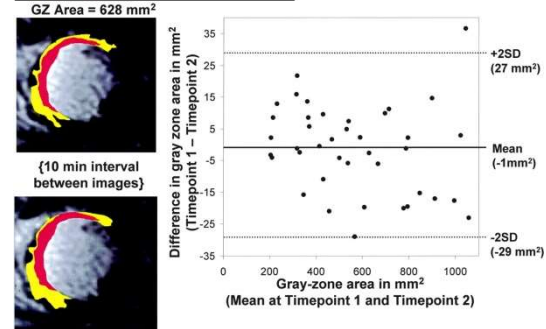 GZ Area = 628 mm²
{10 min interval
between images}
Difference in gray zone area in mm²
(Timepoint 1 – Timepoint 2)
35
25
15
5
-5
-15
-25
-35
0
200
400
600
800
1000
Gray-zone area in mm²
(Mean at Timepoint 1 and Timepoint 2)
+2SD
(27 mm²)
Mean
(-1mm²)
-2SD
(-29 mm²)